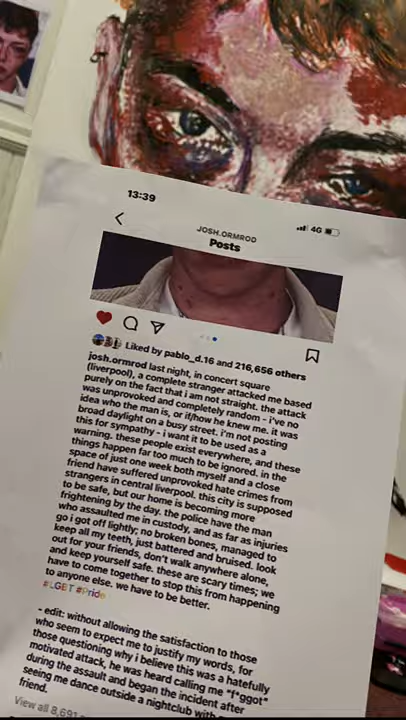 13:39
4G
JOSH.ORMROD
Posts
Liked by pablo_d.16 and 216,656 others
josh.ormrod last night, in concert square
(liverpool), a complete stranger attacked me based
purely on the fact that i am not straight. the attack
was unprovoked and completely random - i've no
idea who the man is, or if/how he knew me. it was
broad daylight on a busy street. i'm not posting
this for sympathy - i want it to be used as a
warning. these people exist everywhere, and these
things happen far too much to be ignored. in the
space of just one week both myself and a close
friend have suffered unprovoked hate crimes from
strangers in central liverpool. this city is supposed
to be safe, but our home is becoming more
frightening by the day. the police have the man
who assaulted me in custody, and as far as injuries
go i got off lightly; no broken bones, managed to
keep all my teeth, just battered and bruised. look
out for your friends, don't walk anywhere alone,
and keep yourself safe. these are scary times; we
have to come together to stop this from happening
to anyone else. we have to be better.
#LGBT #Pride
- edit: without allowing the satisfaction to those
who seem to expect me to justify my words, for
those questioning why i believe this was a hatefully
motivated attack, he was heard calling me "f*ggot"
during the assault and began the incident after
seeing me dance outside a nightclub with
friend.
View all 8,691